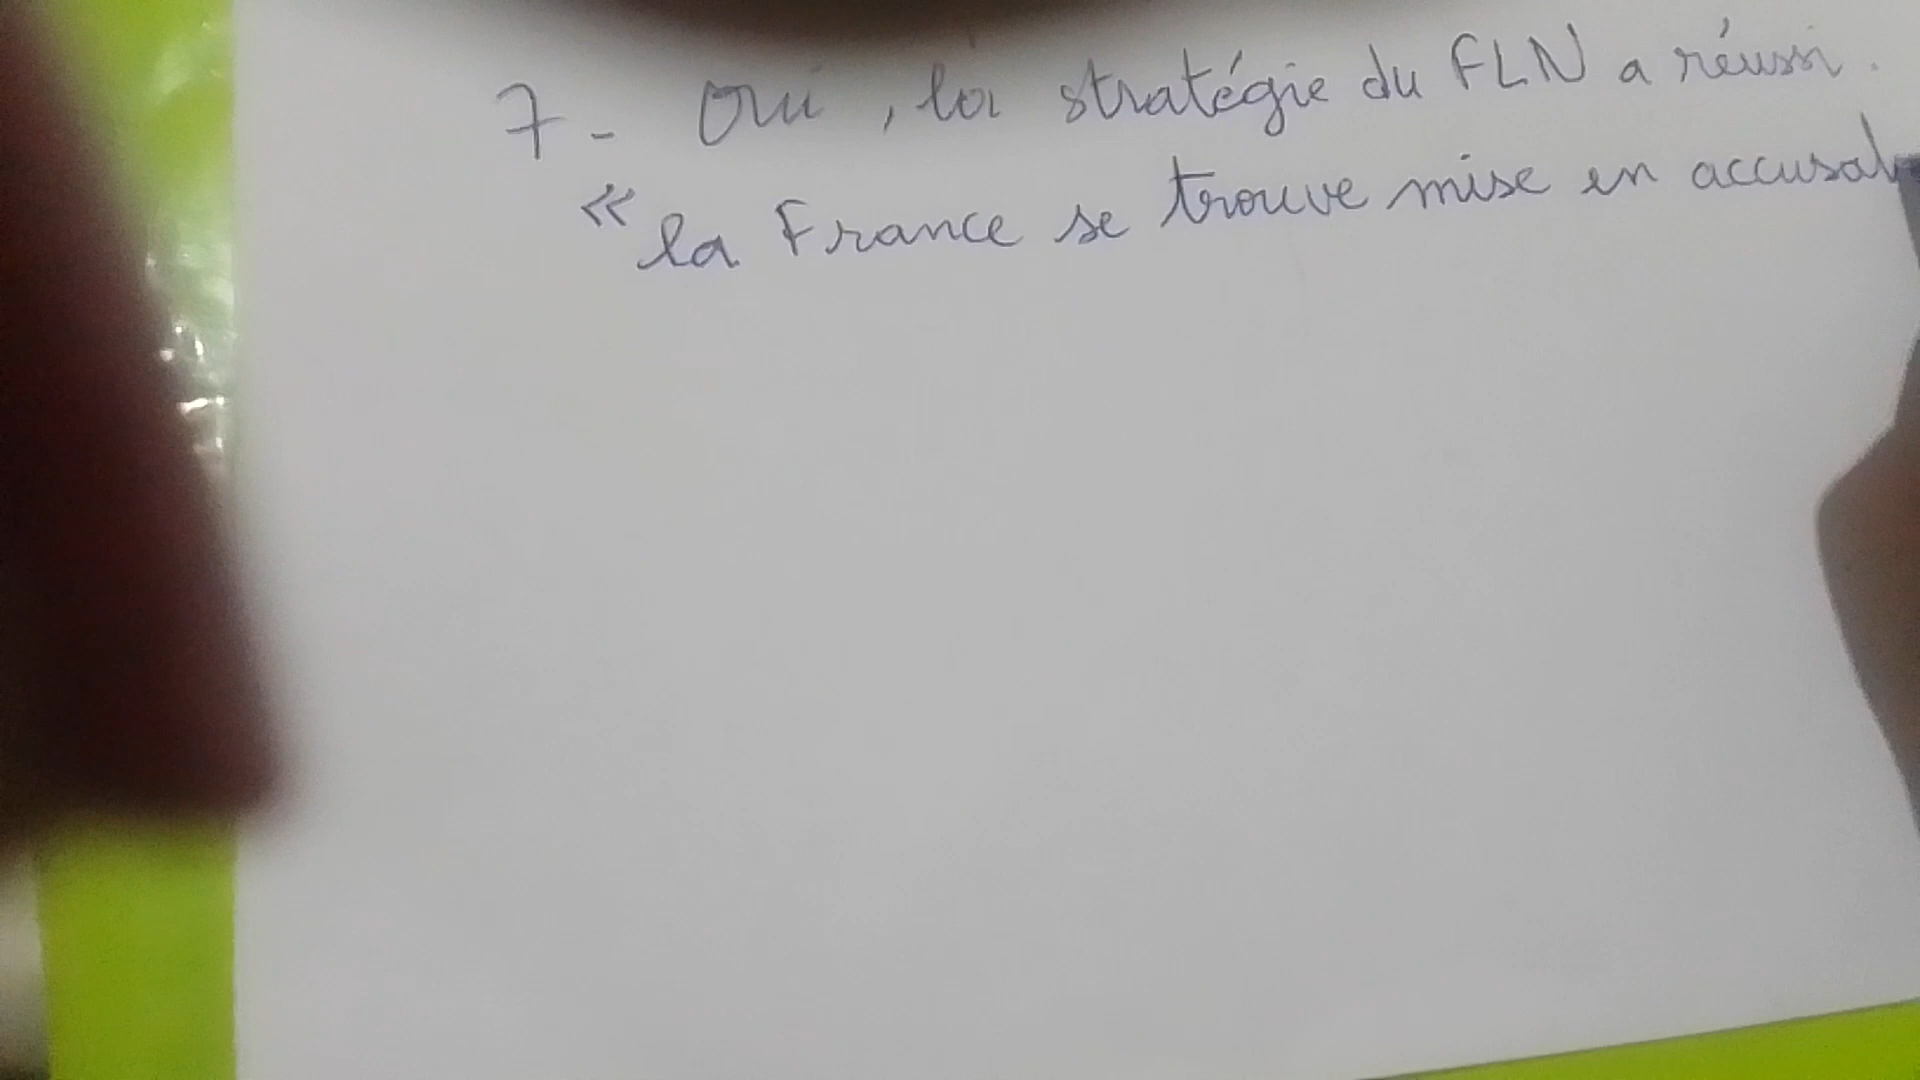 7- Oui, la stratégie du FLN a réussi.
« la France se trouve mise en